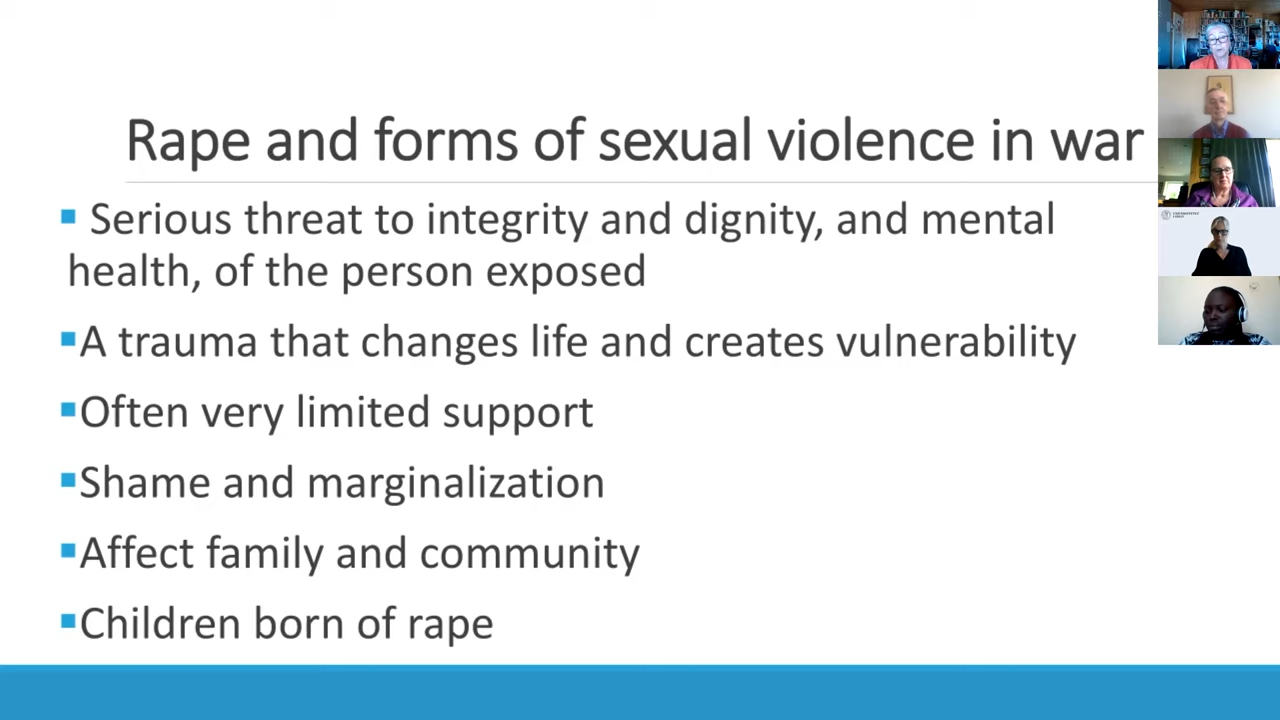 Rape and forms of sexual violence in war
Serious threat to integrity and dignity, and mental
health, of the person exposed
A trauma that changes life and creates vulnerability
Often very limited support
Shame and marginalization
Affect family and community
Children born of rape